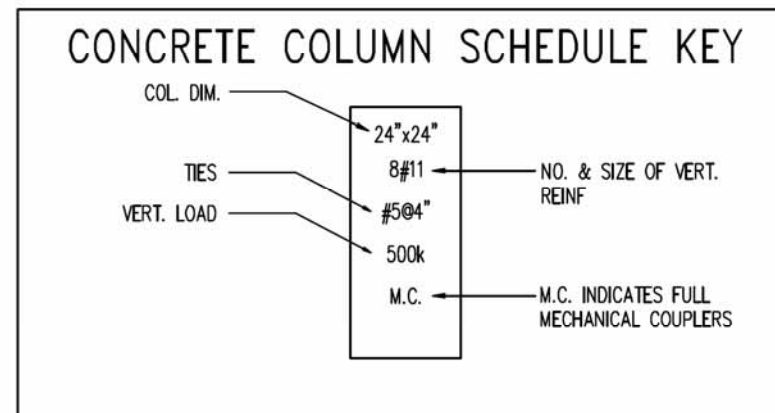 CONCRETE COLUMN SCHEDULE KEY
COL. DIM.
24"x24"
8#11
NO. & SIZE OF VERT.
REINF
TIES
#5@4"
VERT. LOAD
500k
M.C.
M.C. INDICATES FULL
MECHANICAL COUPLERS